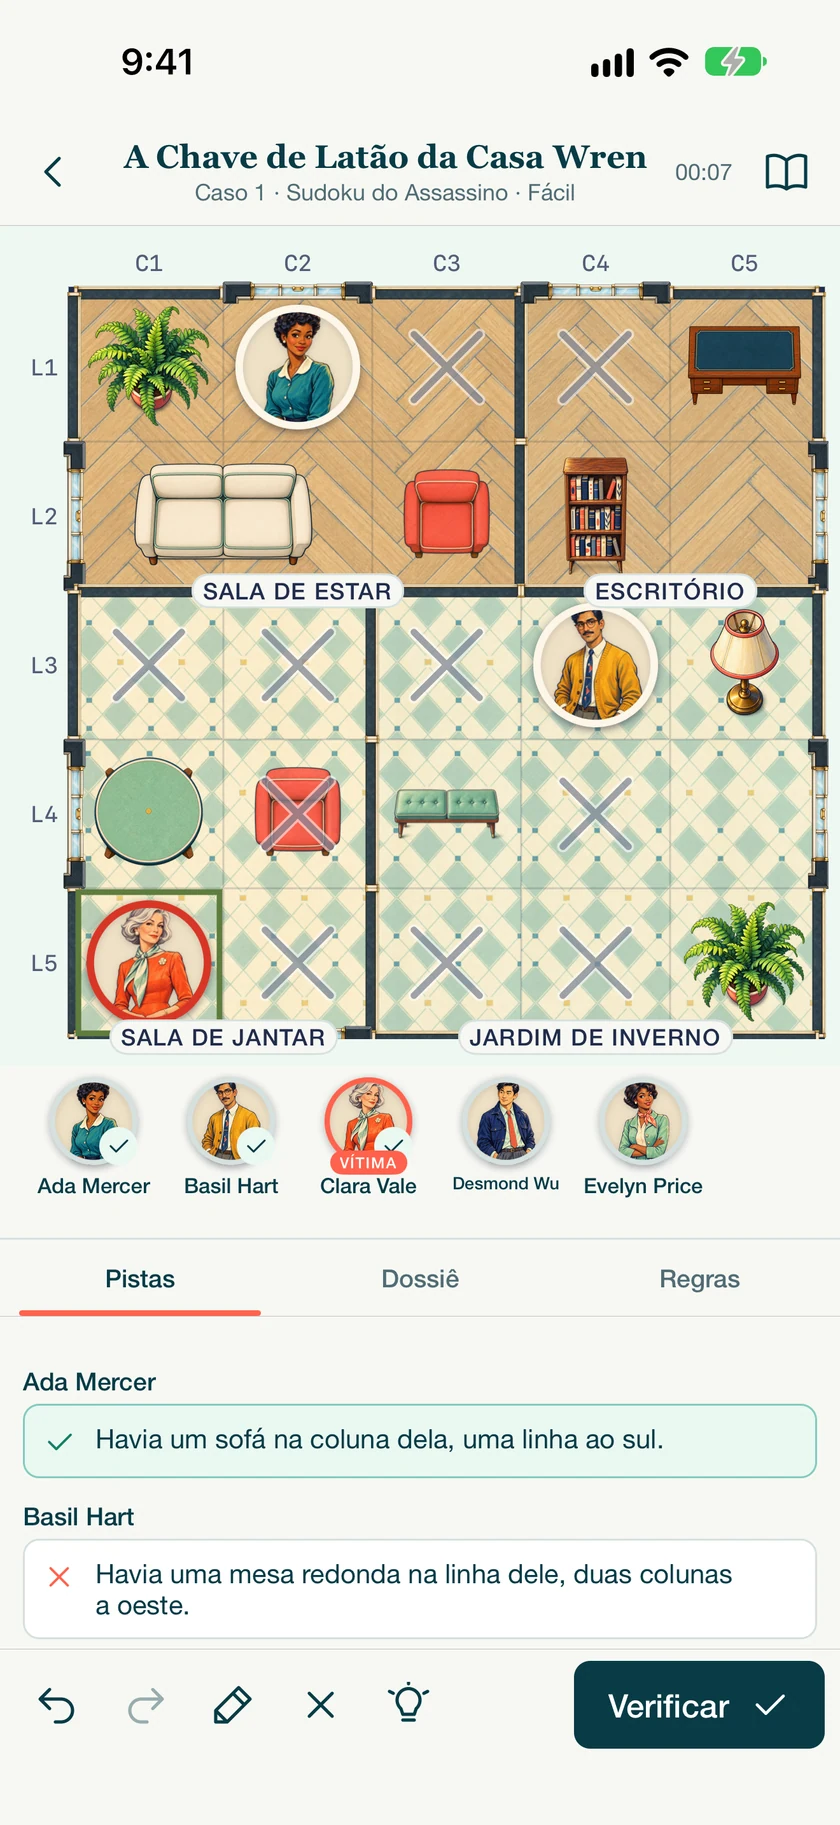 9:41
A Chave de Latão da Casa Wren
Caso 1 · Sudoku do Assassino · Fácil
00:07
C1 C2 C3 C4 C5
L1
L2
SALA DE ESTAR
ESCRITÓRIO
L3
L4
L5
SALA DE JANTAR
JARDIM DE INVERNO
VÍTIMA
Ada Mercer
Basil Hart
Clara Vale
Desmond Wu
Evelyn Price
Pistas
Dossiê
Regras
Ada Mercer
Havia um sofá na coluna dela, uma linha ao sul.
Basil Hart
Havia uma mesa redonda na linha dele, duas colunas
a oeste.
Verificar